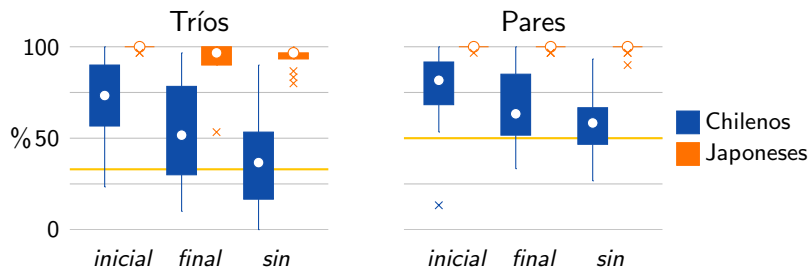 Tríos
Pares
100
%50
0
inicial final sin
inicial final sin
Chilenos
Japoneses